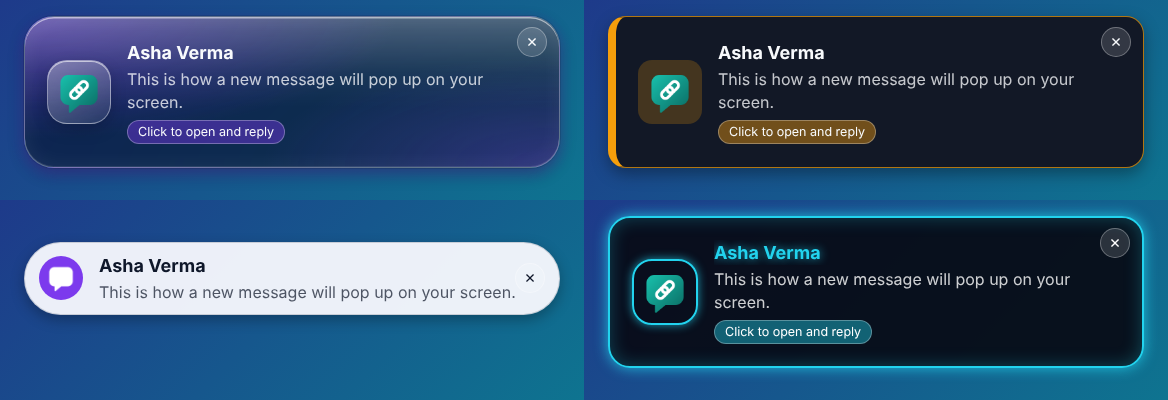 Asha Verma
This is how a new message will pop up on your
screen.
Click to open and reply
Asha Verma
This is how a new message will pop up on your
screen.
Click to open and reply
Asha Verma
This is how a new message will pop up on your screen.
Asha Verma
This is how a new message will pop up on your
screen.
Click to open and reply